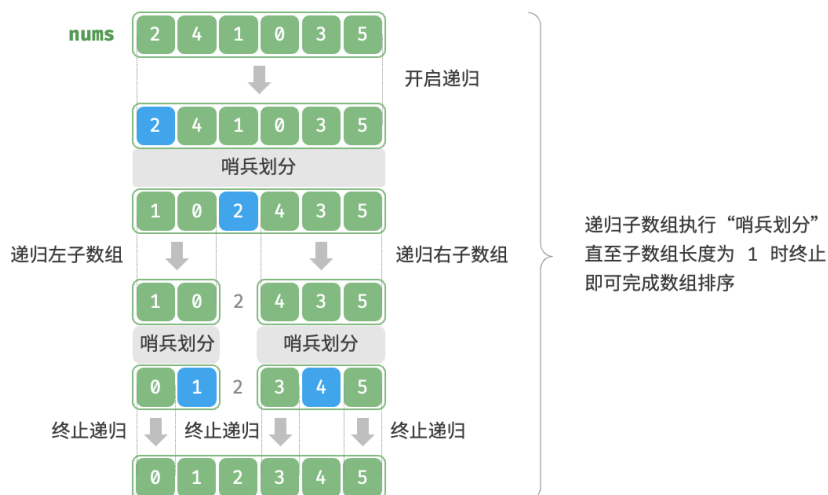 nums 2 4 1 0 3 5
开启递归
2 4 1 0 3 5
哨兵划分
1 0 2 4 3 5
递归左子数组
递归右子数组
1 0 2 4 3 5
哨兵划分 哨兵划分
0 1 2 3 4 5
终止递归 终止递归 终止递归
0 1 2 3 4 5
递归子数组执行“哨兵划分”
直至子数组长度为 1 时终止
即可完成数组排序